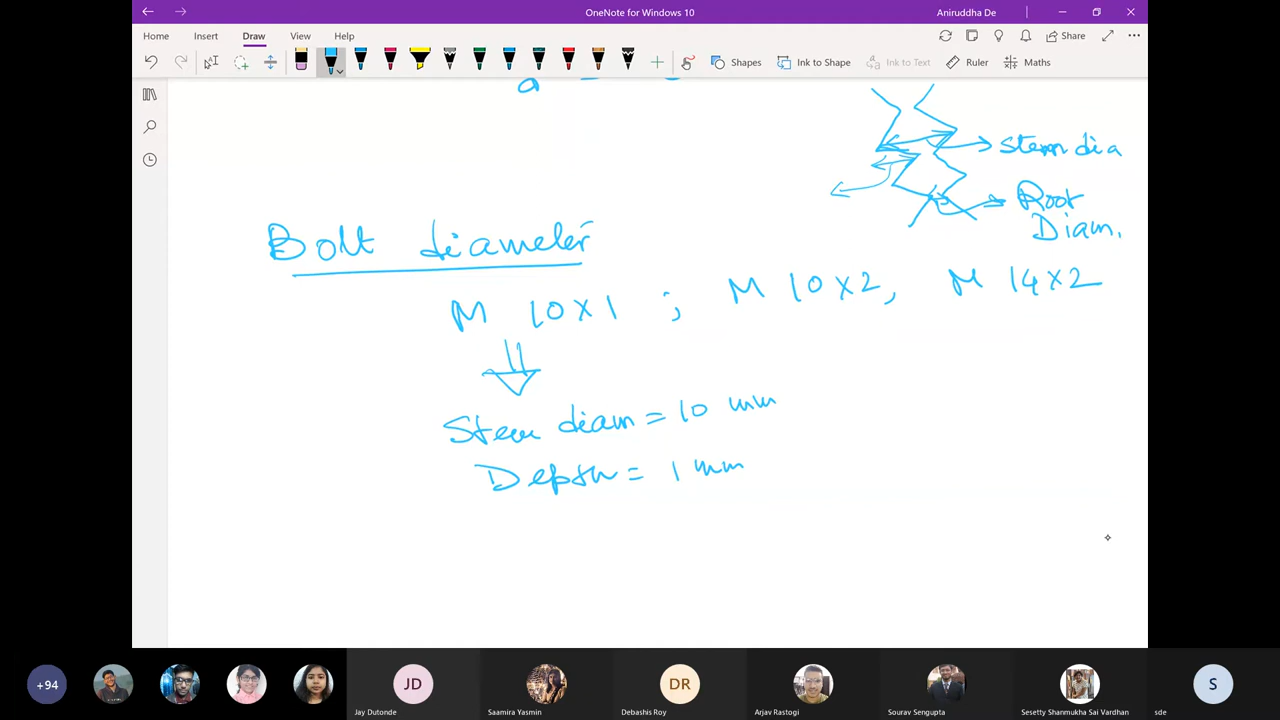 OneNote for Windows 10
Aniruddha De
Home Insert Draw View Help
Share
Shapes Ink to Shape Ink to Text Ruler Maths
a
Stem dia
Root
Diam.
Bolt diameter
M 10X1 ; M 10X2, M 14X2
Stem diam = 10 mm
Depth = 1 mm
+94
JD
DR
S
Jay Dutonde
Saamira Yasmin
Debashis Roy
Arjav Rastogi
Sourav Sengupta
Sesetty Shanmukha Sai Vardhan
sde